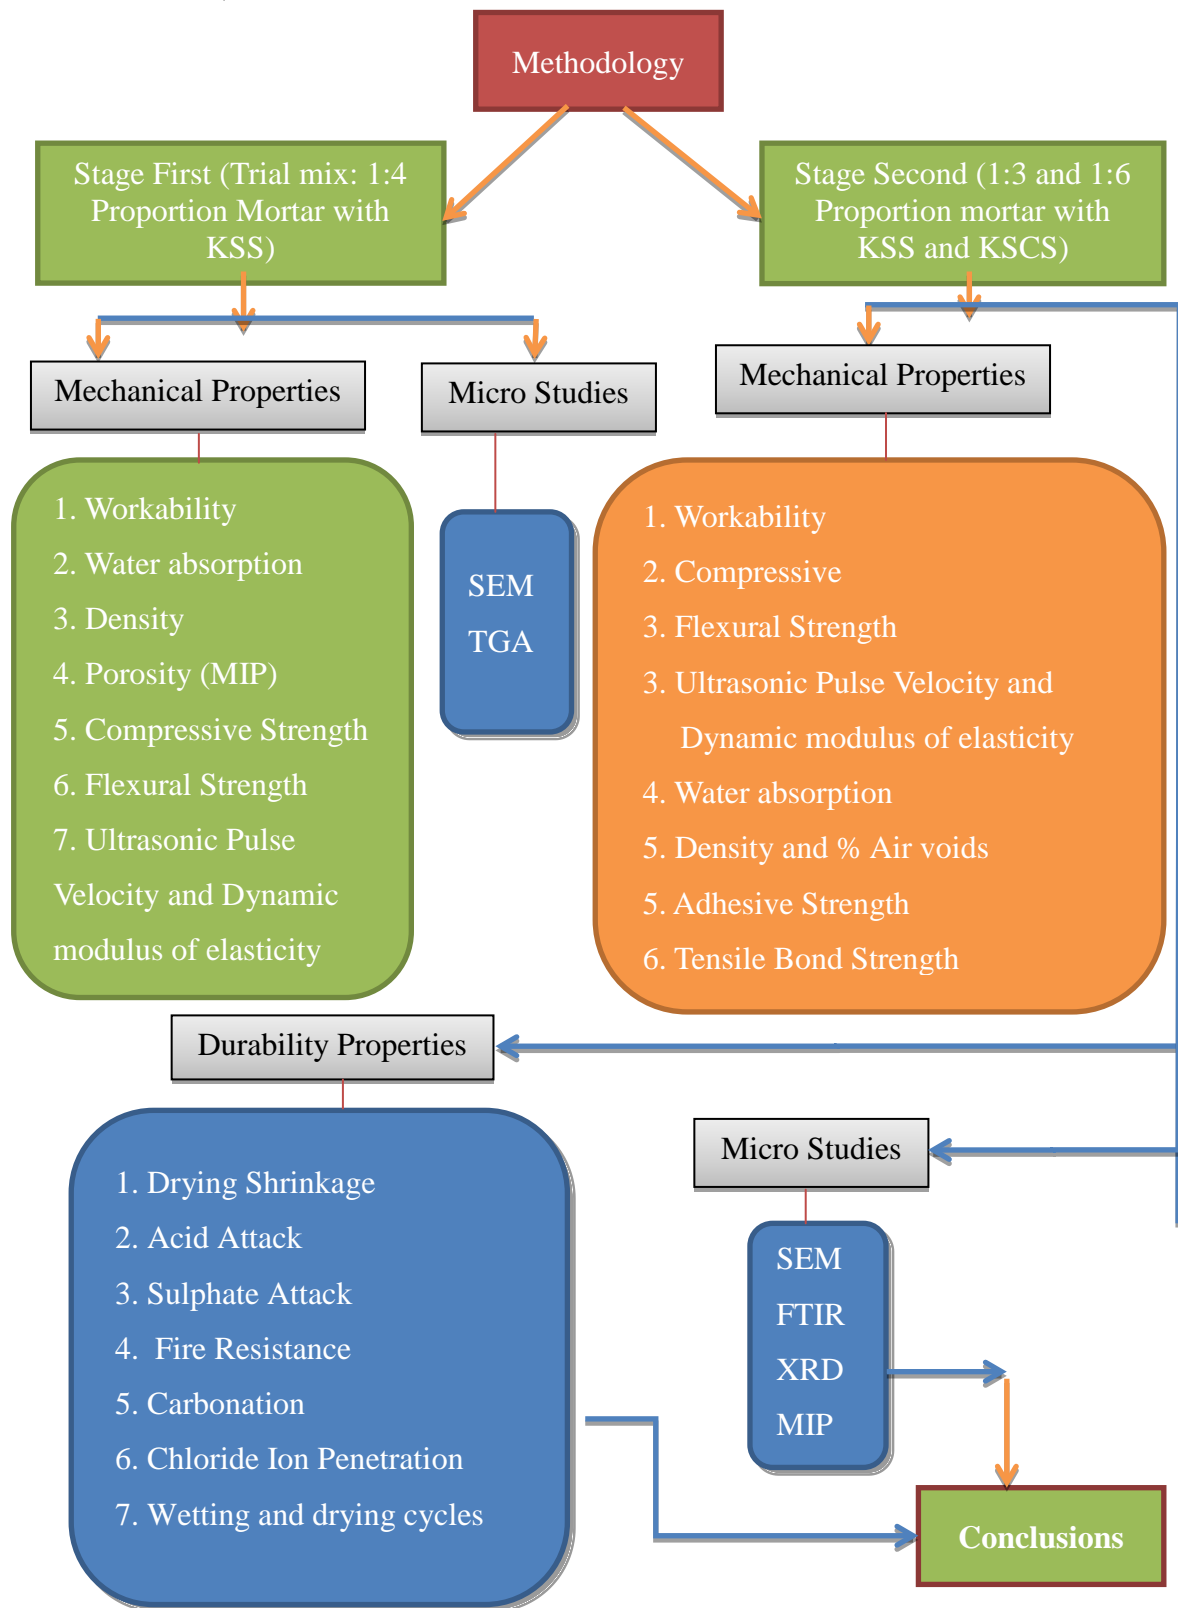 Methodology
Stage First (Trial mix: 1:4
Proportion Mortar with
KSS)
Stage Second (1:3 and 1:6
Proportion mortar with
KSS and KSCS)
Mechanical Properties
Micro Studies
Mechanical Properties
1. Workability
2. Water absorption
3. Density
4. Porosity (MIP)
5. Compressive Strength
6. Flexural Strength
7. Ultrasonic Pulse
Velocity and Dynamic
modulus of elasticity
SEM
TGA
1. Workability
2. Compressive
3. Flexural Strength
3. Ultrasonic Pulse Velocity and
Dynamic modulus of elasticity
4. Water absorption
5. Density and % Air voids
5. Adhesive Strength
6. Tensile Bond Strength
Durability Properties
1. Drying Shrinkage
2. Acid Attack
3. Sulphate Attack
4.  Fire Resistance
5. Carbonation
6. Chloride Ion Penetration
7. Wetting and drying cycles
Micro Studies
SEM
FTIR
XRD
MIP
Conclusions